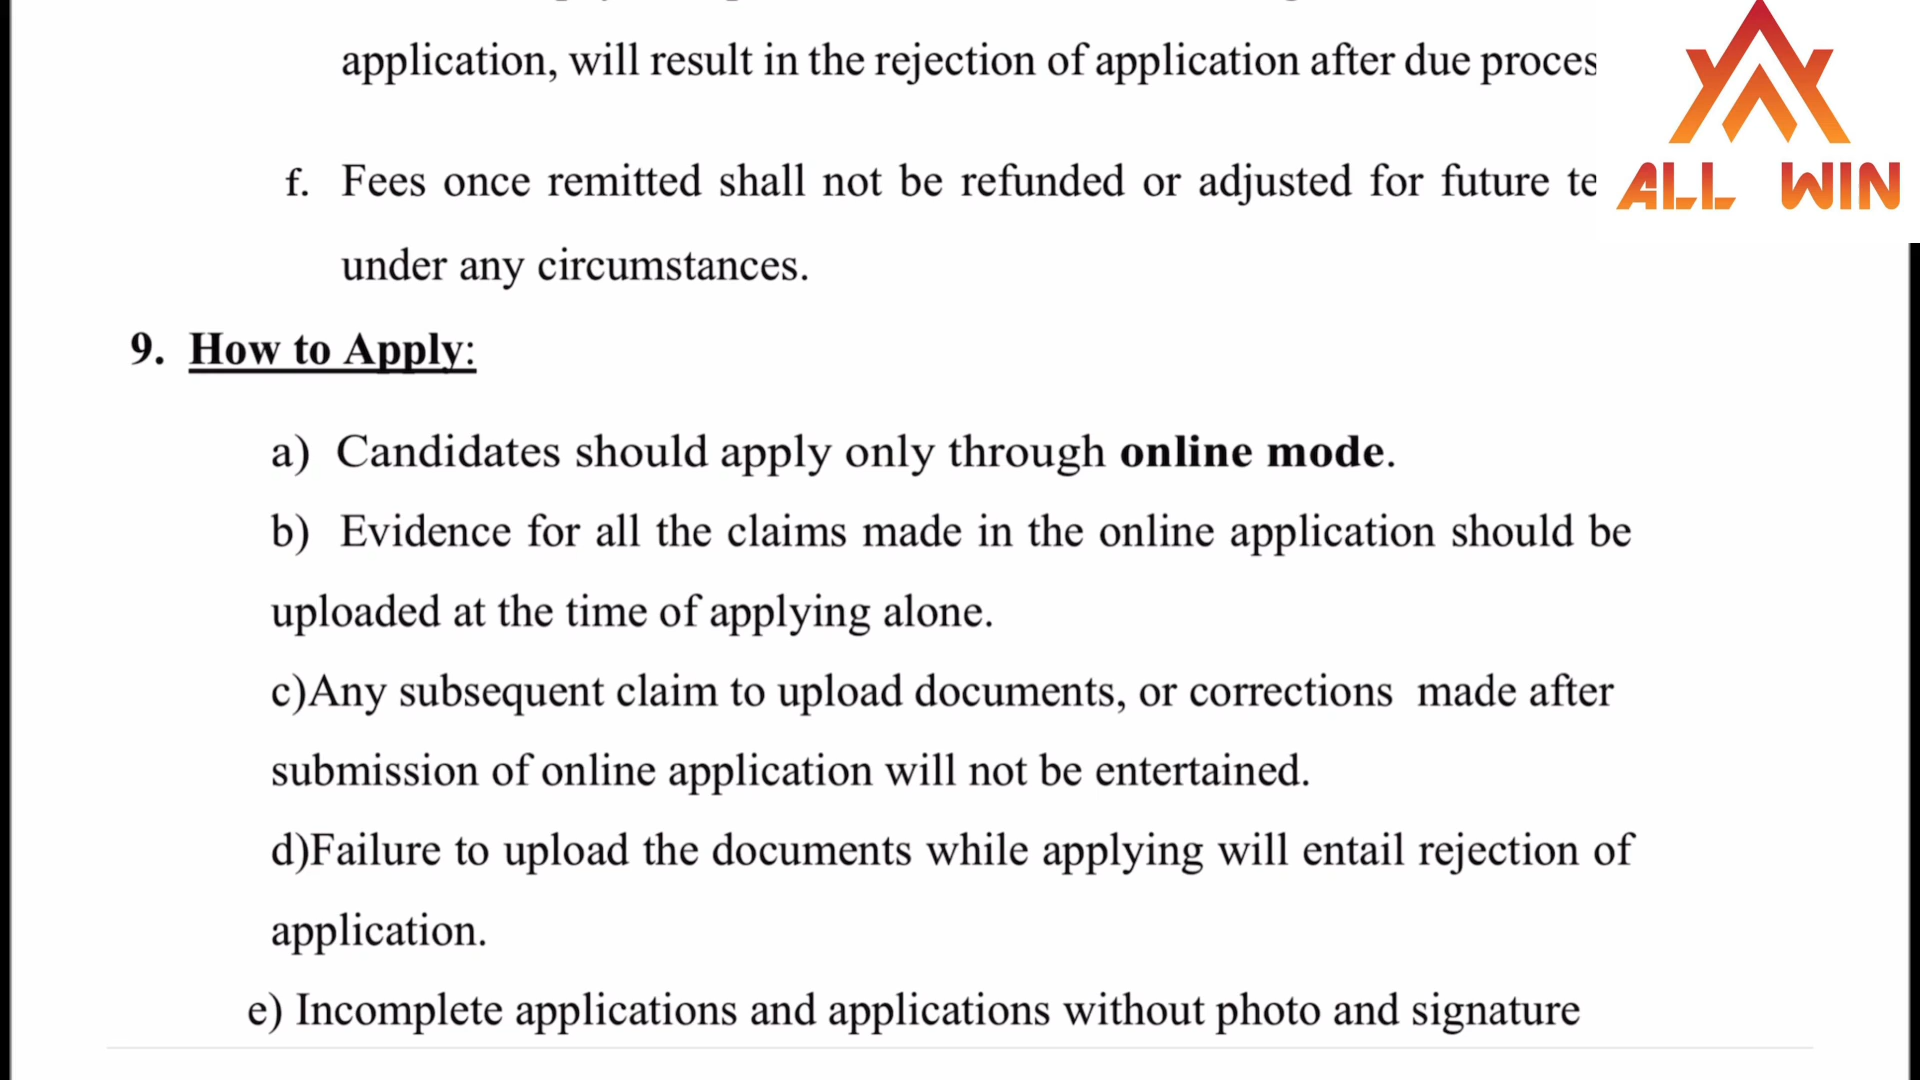 application, will result in the rejection of application after due
f. Fees once remitted shall not be refunded or adjusted for future
under any circumstances.
ALL WIN
9. How to Apply:
a) Candidates should apply only through online mode.
b) Evidence for all the claims made in the online application should be
uploaded at the time of applying alone.
c)Any subsequent claim to upload documents, or corrections made after
submission of online application will not be entertained.
d)Failure to upload the documents while applying will entail rejection of
application.
e) Incomplete applications and applications without photo and signature